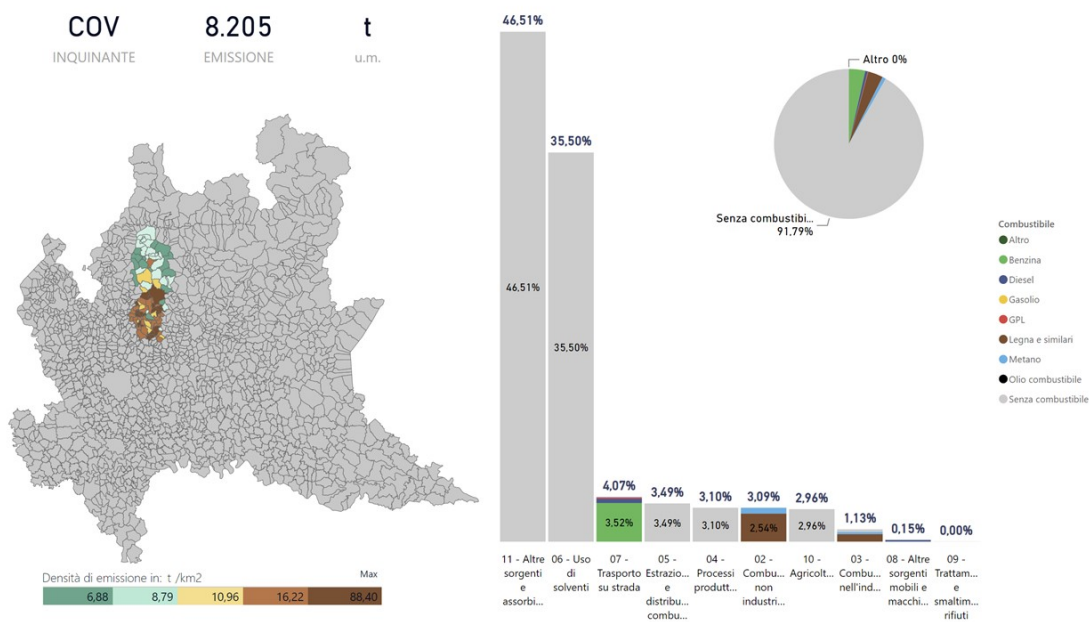 COV
8.205
t
INQUINANTE
EMISSIONE
u.m.
Densità di emissione in: t /km2
Max
6,88
8,79
10,96
16,22
88,40
46,51%
35,50%
4,07%
3,49%
3,10%
3,09%
2,96%
1,13%
0,15%
0,00%
46,51%
35,50%
3,52%
3,49%
3,10%
2,54%
2,96%
11 - Altre
sorgenti
e
assorbi...
06 - Uso
di
solventi
07 -
Trasporto
su strada
05 -
Estrazio...
e
distribu...
combu...
04 -
Processi
produtt...
02 -
Combu...
non
industri...
10 -
Agricolt...
03 -
Combu...
nell'ind...
08 - Altre
sorgenti
mobili e
macchi...
09 -
Trattam...
e
smaltim...
rifiuti
Altro 0%
Senza combustibi...
91,79%
Combustibile
Altro
Benzina
Diesel
Gasolio
GPL
Legna e similari
Metano
Olio combustibile
Senza combustibile